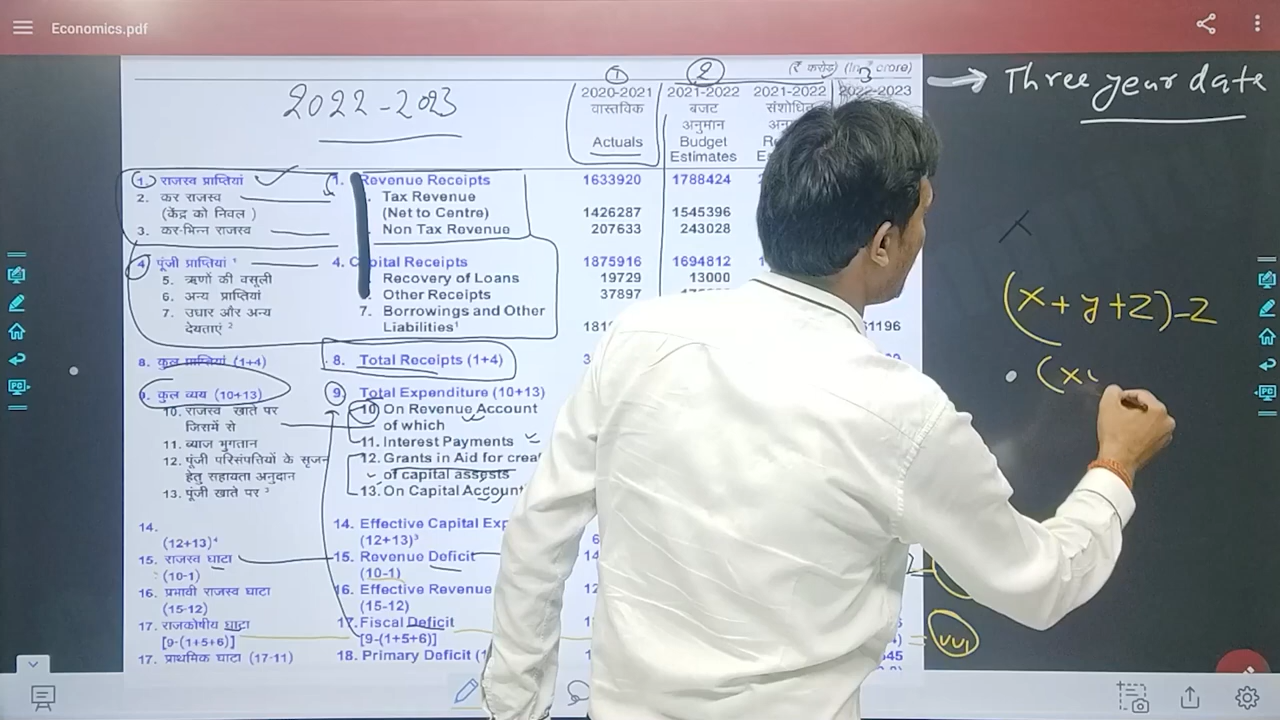 Economics.pdf
(₹ करोड़) (In ₹ crore)
→ Three year date
2022-2023
① ② 3
2020-2021 2021-2022 2021-2022 2022-2023
वास्तविक बजट संशोधित
अनुमान
Actuals Budget
Estimates
1. राजस्व प्राप्तियां 1. Revenue Receipts 1633920 1788424
2. कर राजस्व Tax Revenue
(केंद्र को निवल) (Net to Centre) 1426287 1545396
3. कर-भिन्न राजस्व Non Tax Revenue 207633 243028
4. पूंजी प्राप्तियां ¹ 4. Capital Receipts 1875916 1694812
5. ऋणों की वसूली Recovery of Loans 19729 13000
6. अन्य प्राप्तियां Other Receipts 37897
7. उधार और अन्य 7. Borrowings and Other
देयताएं ² Liabilities¹
(x+y+z)-z
8. कुल प्राप्तियां (1+4) 8. Total Receipts (1+4)
9. कुल व्यय (10+13) 9. Total Expenditure (10+13)
10. राजस्व खाते पर 10. On Revenue Account
जिसमें से of which
11. ब्याज भुगतान 11. Interest Payments
12. पूंजी परिसंपत्तियों के सृजन 12. Grants in Aid for
हेतु सहायता अनुदान of capital assests
13. पूंजी खाते पर ³ 13. On Capital Account
14. 14. Effective Capital
(12+13)⁴ (12+13)³
15. राजस्व घाटा 15. Revenue Deficit
(10-1) (10-1)
16. प्रभावी राजस्व घाटा 16. Effective Revenue
(15-12) (15-12)
17. राजकोषीय घाटा 17. Fiscal Deficit
[9-(1+5+6)] [9-(1+5+6)]
17. प्राथमिक घाटा (17-11) 18. Primary Deficit